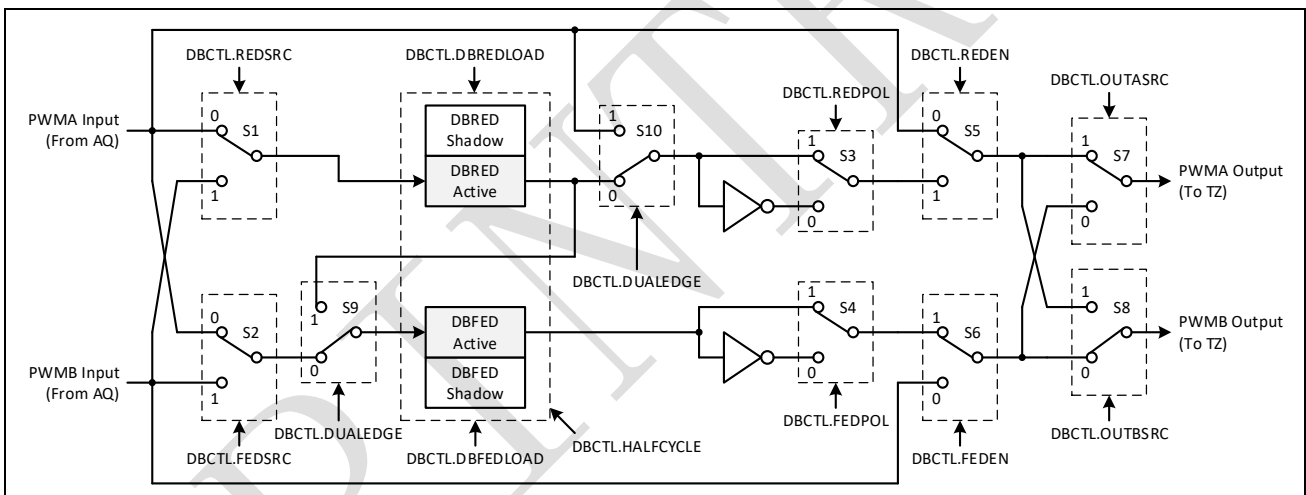 DBCTL.REDSRC
DBCTL.DBREDLOAD
DBCTL.REDEN
DBCTL.OUTASRC
DBCTL.REDPOL
PWMA Input
(From AQ)
0
S1
1
DBRED
Shadow
DBRED
Active
1
S10
0
1
S3
0
0
S5
1
1
S7
0
PWMA Output
(To TZ)
DBCTL.DUALEDGE
PWMB Input
(From AQ)
0
S2
1
S9
1
0
DBFED
Active
DBFED
Shadow
1
S4
0
1
S6
0
1
S8
0
PWMB Output
(To TZ)
DBCTL.DUALEDGE
DBCTL.HALFCYCLE
DBCTL.FEDPOL
DBCTL.OUTBSRC
DBCTL.FEDSRC
DBCTL.DBFEDLOAD
DBCTL.FEDEN